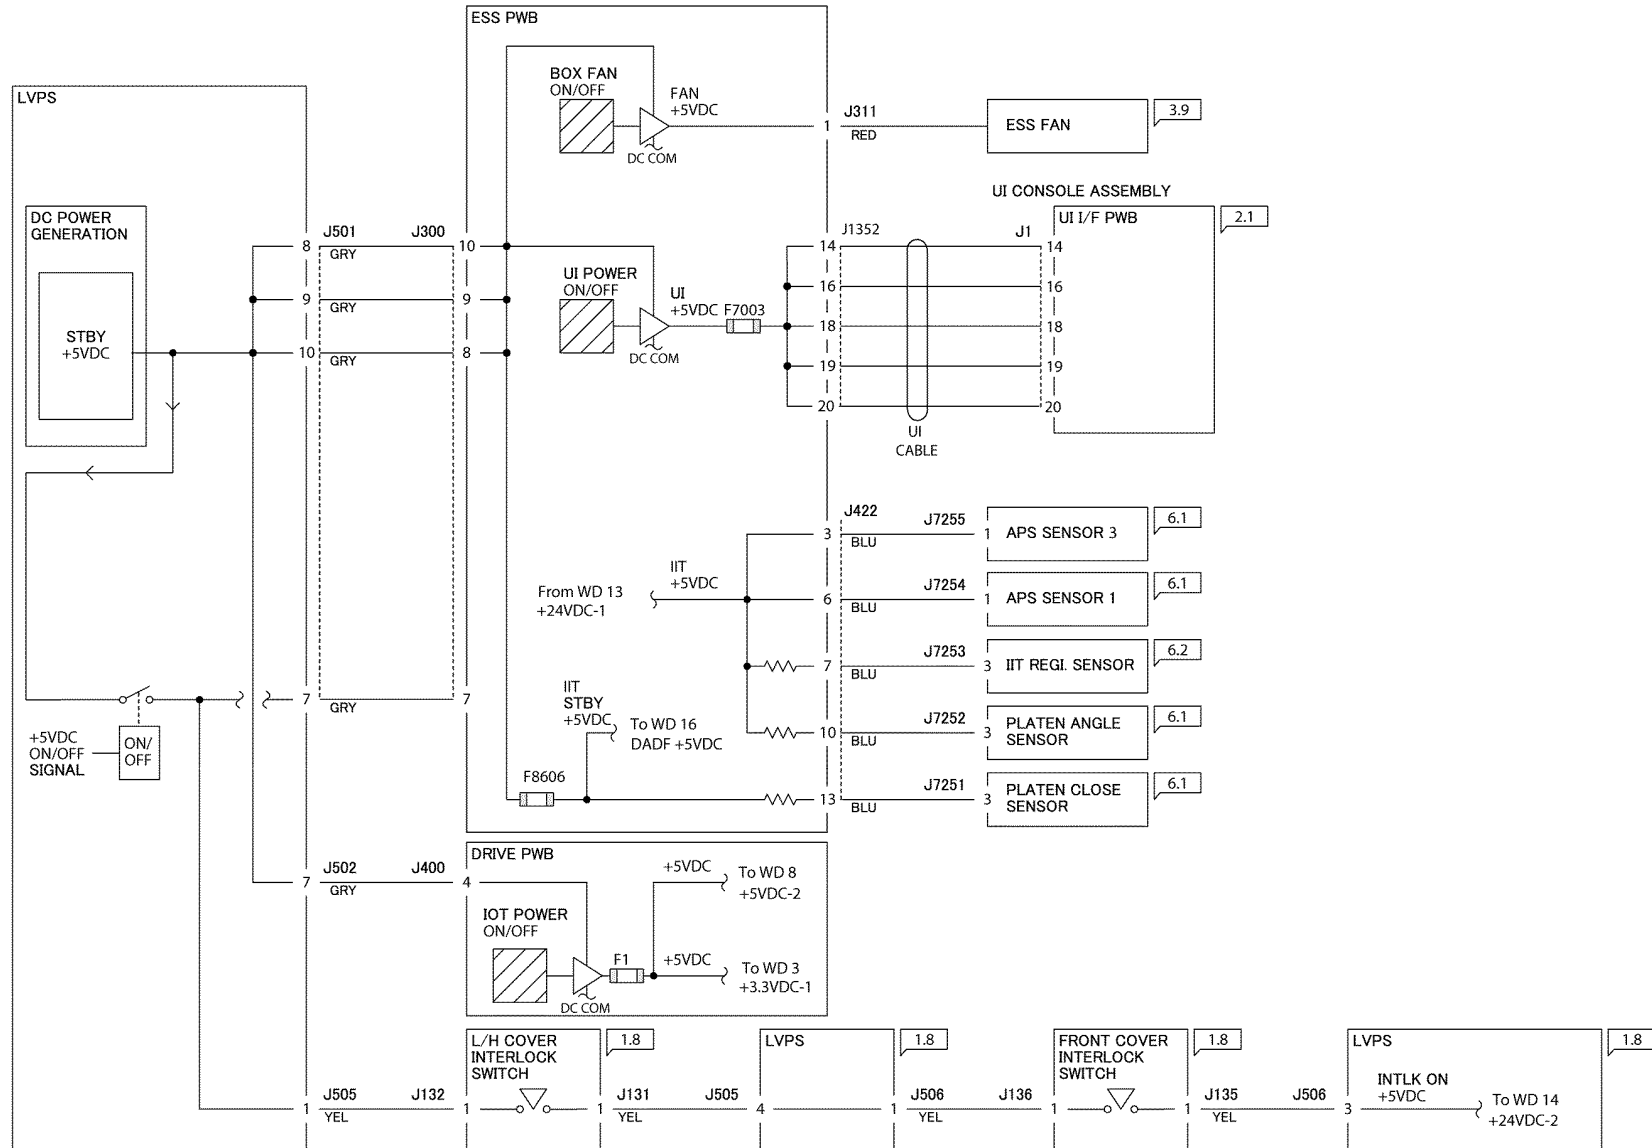 ESS PWB
LVPS
BOX FAN
ON/OFF
FAN
+5VDC
DC COM
1
J311
RED
ESS FAN
3.9
UI CONSOLE ASSEMBLY
DC POWER
GENERATION
STBY
+5VDC
8
J501
J300
10
GRY
9
9
GRY
10
8
GRY
UI POWER
ON/OFF
UI
+5VDC
F7003
DC COM
14
J1352
J1
14
UI I/F PWB
2.1
16
16
18
18
19
19
20
20
UI
CABLE
J422
3
BLU
J7255
1
APS SENSOR 3
6.1
IIT
+5VDC
From WD 13
+24VDC-1
6
BLU
J7254
1
APS SENSOR 1
6.1
7
BLU
J7253
3
IIT REGI. SENSOR
6.2
7
GRY
7
IIT
STBY
+5VDC
To WD 16
DADF +5VDC
10
BLU
J7252
3
PLATEN ANGLE
SENSOR
6.1
+5VDC
ON/OFF
SIGNAL
ON/
OFF
F8606
13
BLU
J7251
3
PLATEN CLOSE
SENSOR
6.1
DRIVE PWB
7
J502
J400
4
GRY
+5VDC
To WD 8
+5VDC-2
IOT POWER
ON/OFF
F1
+5VDC
To WD 3
+3.3VDC-1
DC COM
L/H COVER
INTERLOCK
SWITCH
1.8
LVPS
1.8
FRONT COVER
INTERLOCK
SWITCH
1.8
LVPS
1.8
1
J505
J132
1
YEL
1
J131
J505
4
YEL
1
J506
J136
1
YEL
1
J135
J506
3
YEL
INTLK ON
+5VDC
To WD 14
+24VDC-2